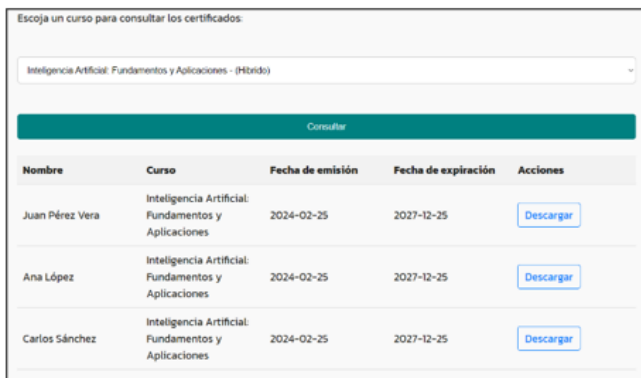 Escoja un curso para consultar los certificados:
Inteligencia Artificial: Fundamentos y Aplicaciones - (Híbrido)
Consultar
Nombre Curso Fecha de emisión Fecha de expiración Acciones
Inteligencia Artificial:
Juan Pérez Vera Fundamentos y 2024-02-25 2027-12-25 Descargar
Aplicaciones
Inteligencia Artificial:
Ana López Fundamentos y 2024-02-25 2027-12-25 Descargar
Aplicaciones
Inteligencia Artificial:
Carlos Sánchez Fundamentos y 2024-02-25 2027-12-25 Descargar
Aplicaciones